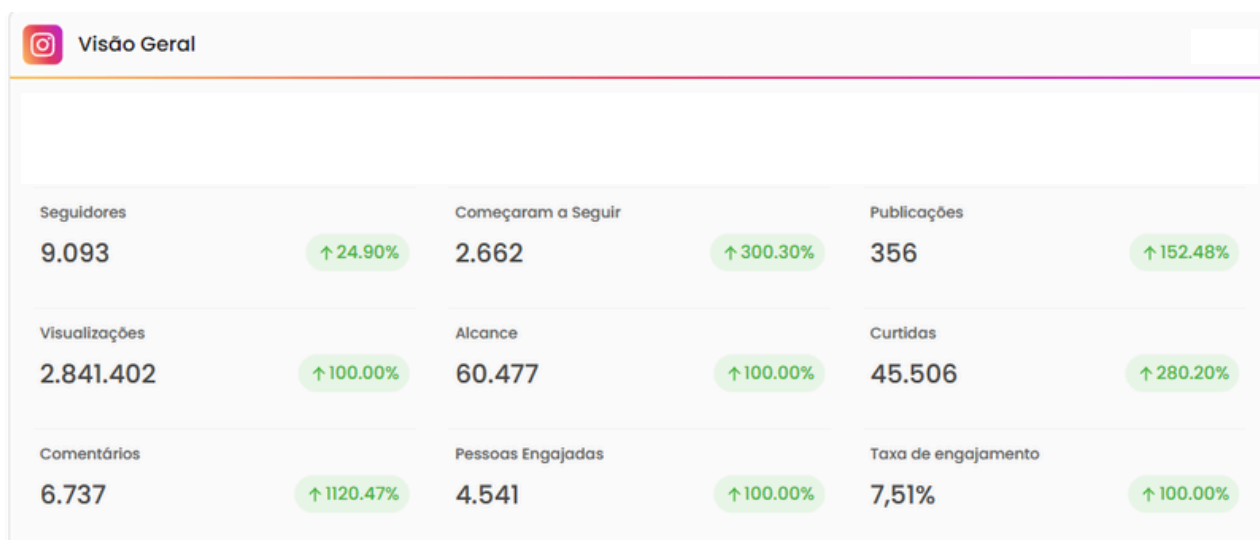 Visão Geral
Seguidores Começaram a Seguir Publicações
9.093 ↑24.90% 2.662 ↑300.30% 356 ↑152.48%
Visualizações Alcance Curtidas
2.841.402 ↑100.00% 60.477 ↑100.00% 45.506 ↑280.20%
Comentários Pessoas Engajadas Taxa de engajamento
6.737 ↑1120.47% 4.541 ↑100.00% 7,51% ↑100.00%